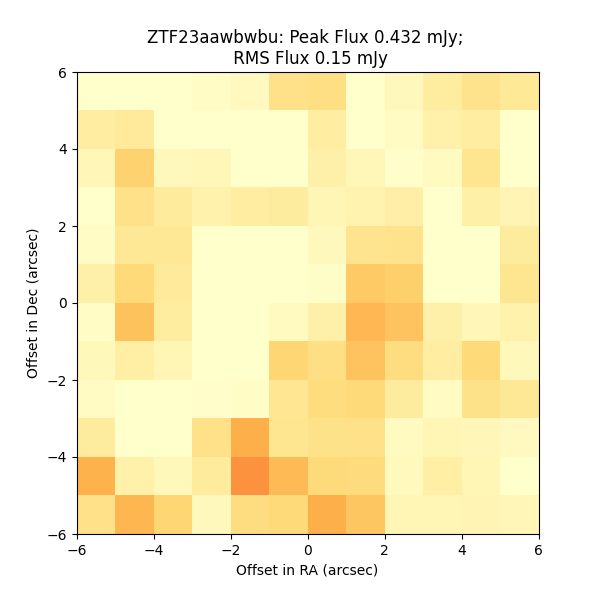 ZTF23aawbwbu: Peak Flux 0.432 mJy;
RMS Flux 0.15 mJy
6
4
2
0
−2
−4
−6
Offset in Dec (arcsec)
−6 −4 −2 0 2 4 6
Offset in RA (arcsec)